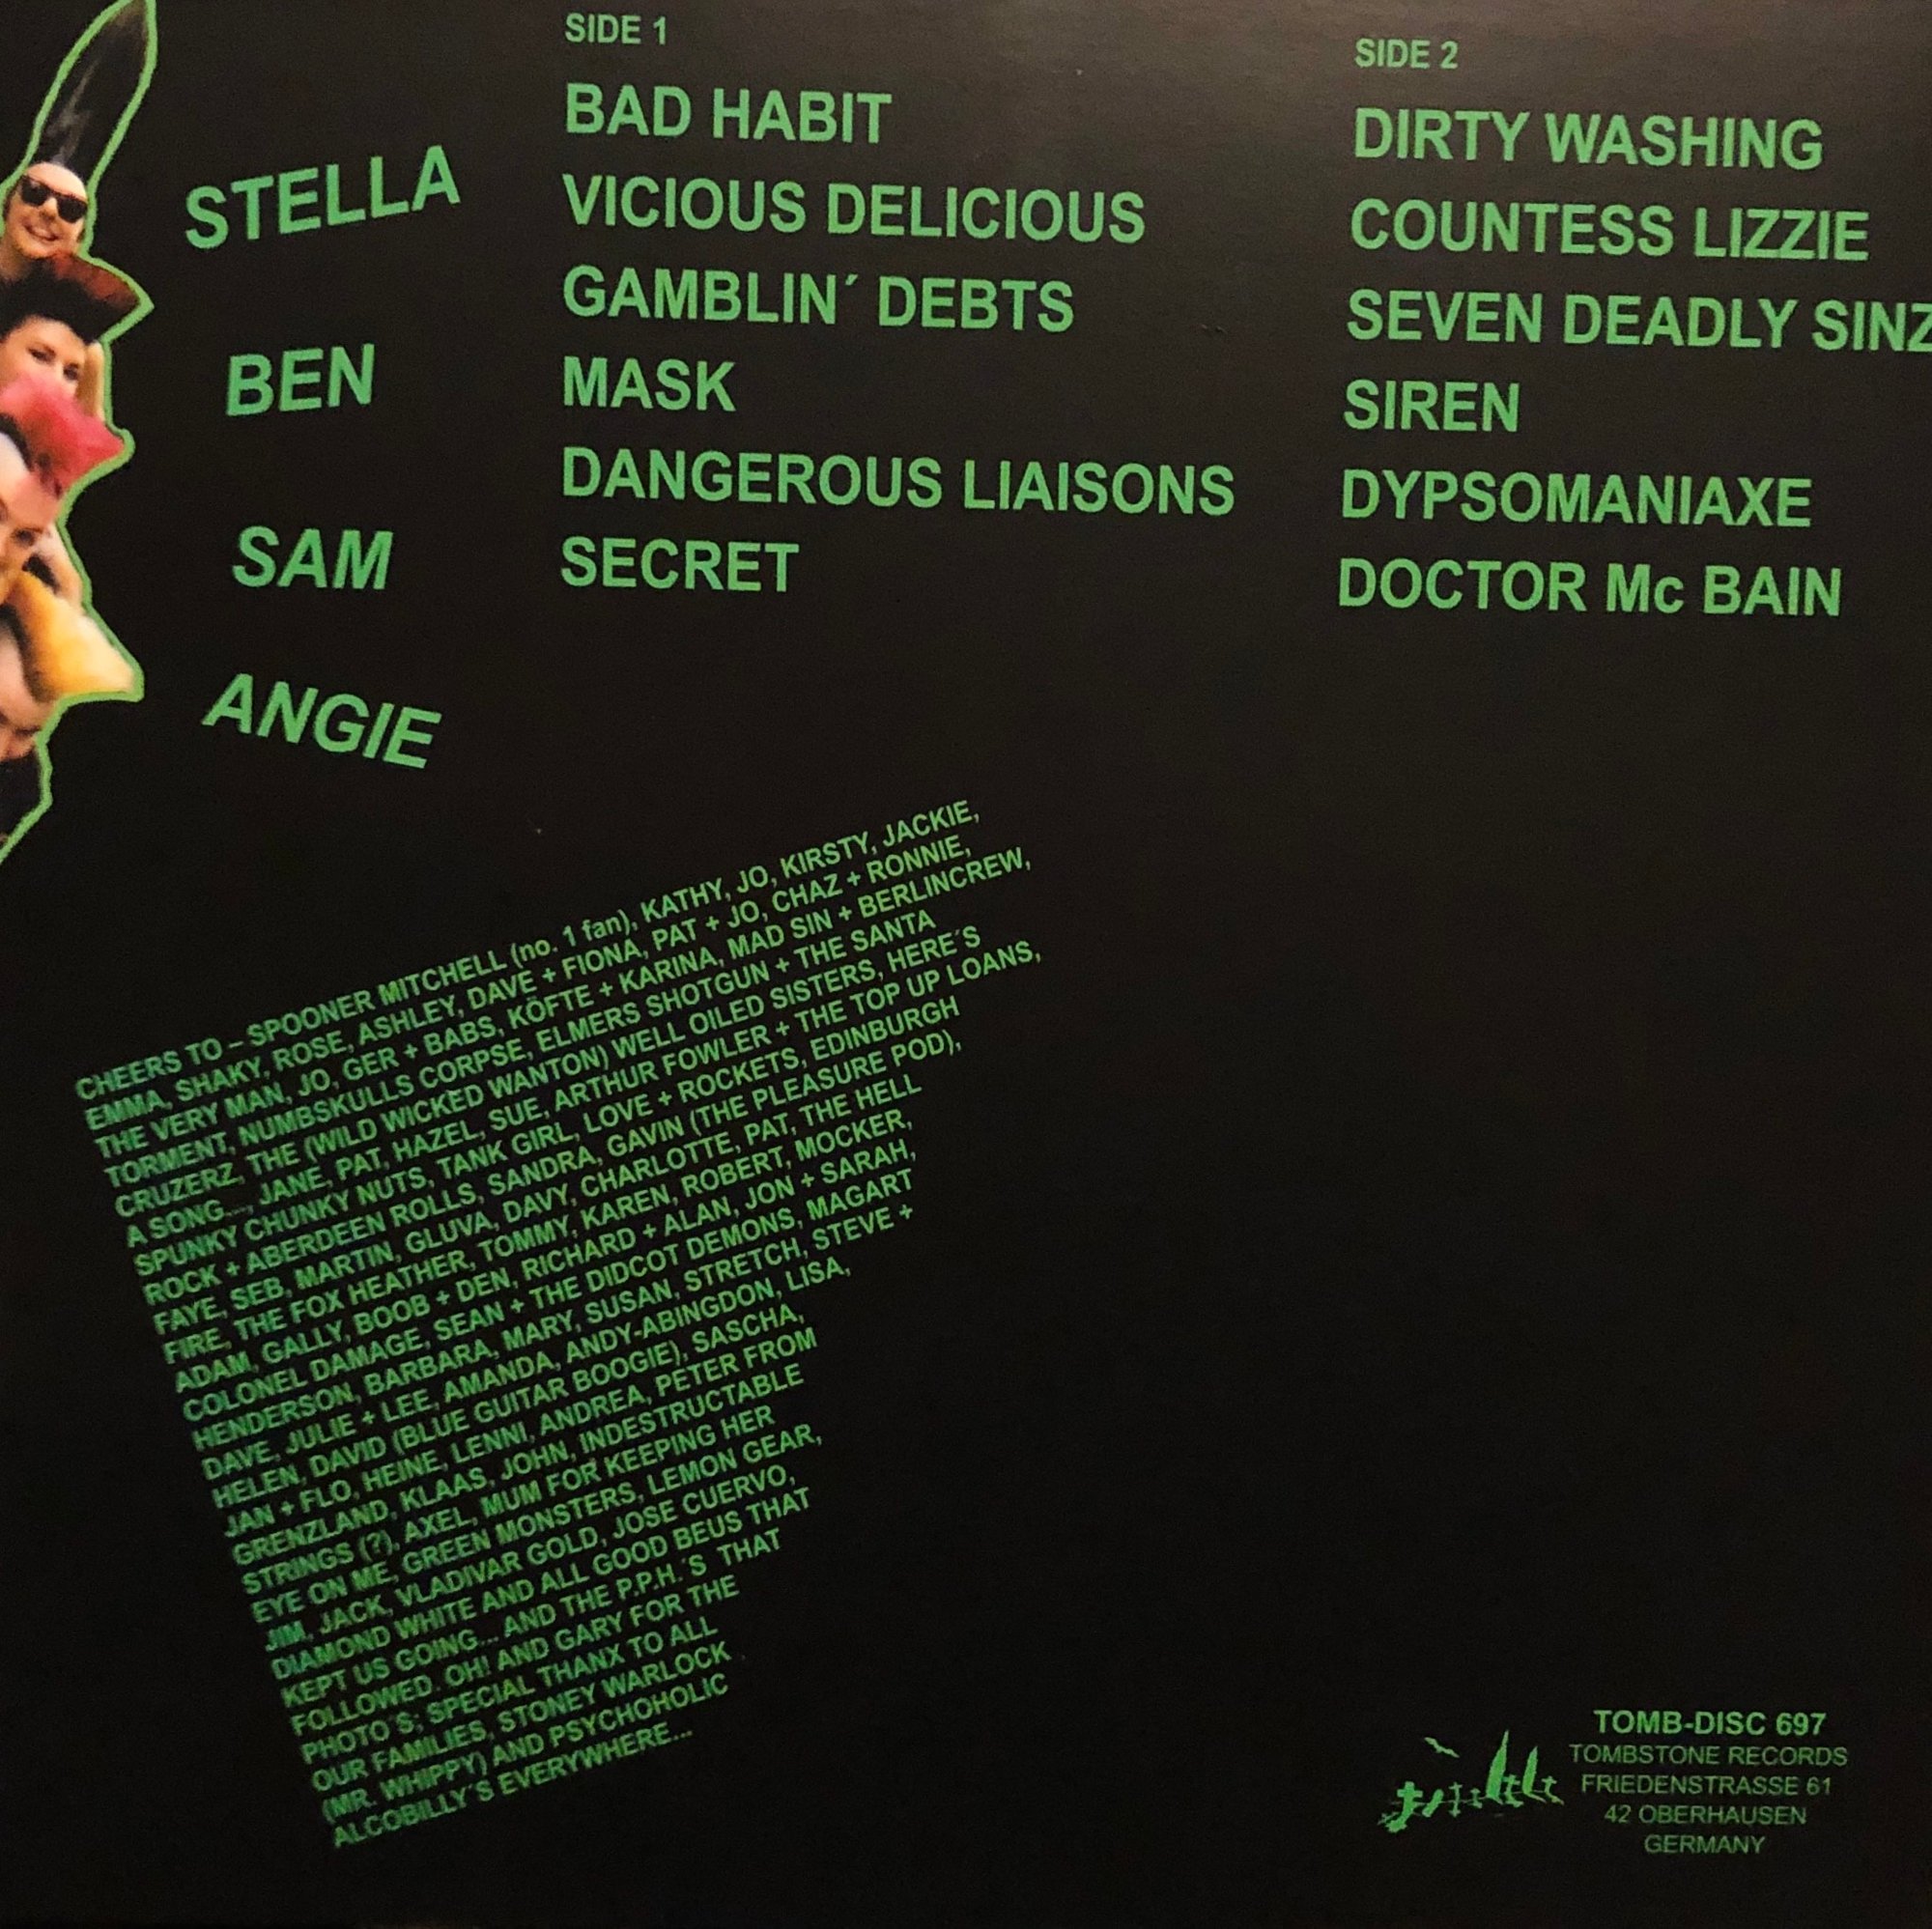 STELLA
BEN
SAM
ANGIE
SIDE 1
BAD HABIT
VICIOUS DELICIOUS
GAMBLIN´ DEBTS
MASK
DANGEROUS LIAISONS
SECRET
SIDE 2
DIRTY WASHING
COUNTESS LIZZIE
SEVEN DEADLY SINZ
SIREN
DYPSOMANIAXE
DOCTOR Mc BAIN
CHEERS TO – SPOONER MITCHELL (no. 1 fan), KATHY, JO, KIRSTY, JACKIE,
EMMA, SHAKY, ROSE, ASHLEY, DAVE + FIONA, PAT + JO, CHAZ + RONNIE,
THE VERY MAN, JO, GER + BABS, KÖFTE + KARINA, MAD SIN + BERLINCREW,
TORMENT, NUMBSKULLS CORPSE, ELMERS SHOTGUN + THE SANTA
CRUZERZ, THE (WILD WICKED WANTON) WELL OILED SISTERS, HERE´S
A SONG..., JANE, PAT, HAZEL, SUE, ARTHUR FOWLER + THE TOP UP LOANS,
SPUNKY CHUNKY NUTS, TANK GIRL, LOVE + ROCKETS, EDINBURGH
ROCK + ABERDEEN ROLLS, SANDRA, GAVIN (THE PLEASURE POD),
FAYE, SEB, MARTIN, GLUVA, DAVY, CHARLOTTE, PAT, THE HELL
FIRE, THE FOX HEATHER, TOMMY, KAREN, ROBERT, MOCKER,
ADAM, GALLY, BOOB + DEN, RICHARD + ALAN, JON + SARAH,
COLONEL DAMAGE, SEAN + THE DIDCOT DEMONS, MAGART
HENDERSON, BARBARA, MARY, SUSAN, STRETCH, STEVE +
DAVE, JULIE + LEE, AMANDA, ANDY-ABINGDON, LISA,
HELEN, DAVID (BLUE GUITAR BOOGIE), SASCHA,
JAN + FLO, HEINE, LENNI, ANDREA, PETER FROM
GRENZLAND, KLAAS, JOHN, INDESTRUCTABLE
STRINGS (?), AXEL, MUM FOR KEEPING HER
EYE ON ME, GREEN MONSTERS, LEMON GEAR,
JIM, JACK, VLADIVAR GOLD, JOSE CUERVO,
DIAMOND WHITE AND ALL GOOD BEUS THAT
KEPT US GOING... AND THE P.P.H.´S THAT
FOLLOWED. OH! AND GARY FOR THE
PHOTO´S; SPECIAL THANX TO ALL
OUR FAMILIES, STONEY WARLOCK
(MR. WHIPPY) AND PSYCHOHOLIC
ALCOBILLY´S EVERYWHERE...
TOMB-DISC 697
TOMBSTONE RECORDS
FRIEDENSTRASSE 61
42 OBERHAUSEN
GERMANY